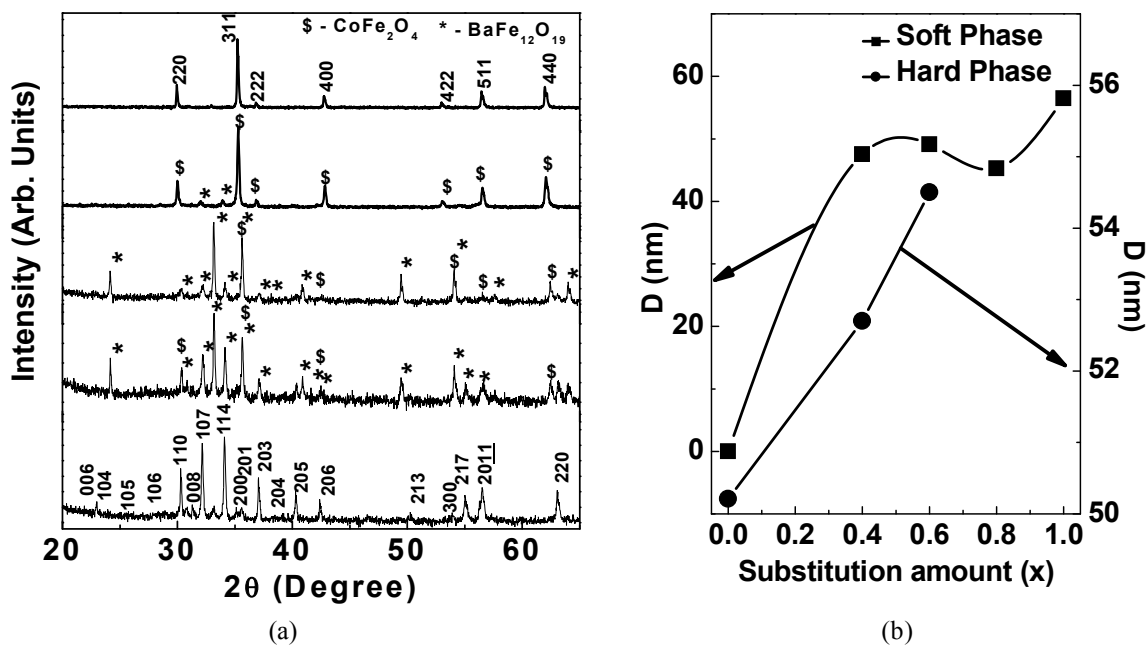 $ - CoFe₂O₄ * - BaFe₁₂O₁₉
Intensity (Arb. Units)
220 311 222 400 422 511 440
$ * * $ $ $ $ $ $
* * * * $ * * * * $ * $ * $ * $ *
* $ * * * * $ * * * $ * * * $ * * * $
006 104 105 106 110 008 107 114 200 201 203 204 205 206 213 300 217 2011 220
20 30 40 50 60
2θ (Degree)
(a)
Soft Phase
Hard Phase
D (nm)
60
40
20
0
D (nm)
56
54
52
50
0.0 0.2 0.4 0.6 0.8 1.0
Substitution amount (x)
(b)